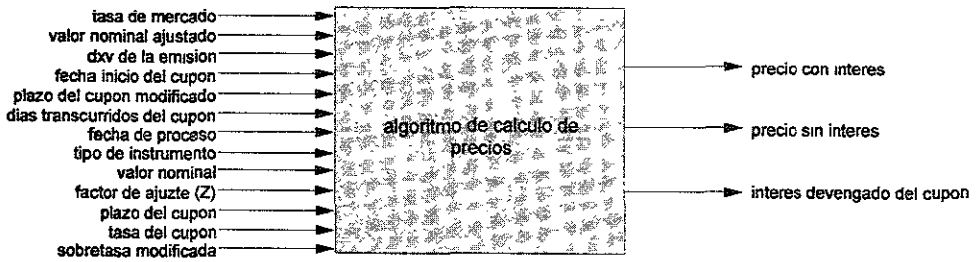 tasa de mercado
valor nominal ajustado
dxv de la emision
fecha inicio del cupon
plazo del cupon modificado
dias transcurridos del cupon
fecha de proceso
tipo de instrumento
valor nominal
factor de ajuzte (Z)
plazo del cupon
tasa del cupon
sobretasa modificada
algoritmo de calculo de
precios
precio con interes
precio sin interes
interes devengado del cupon